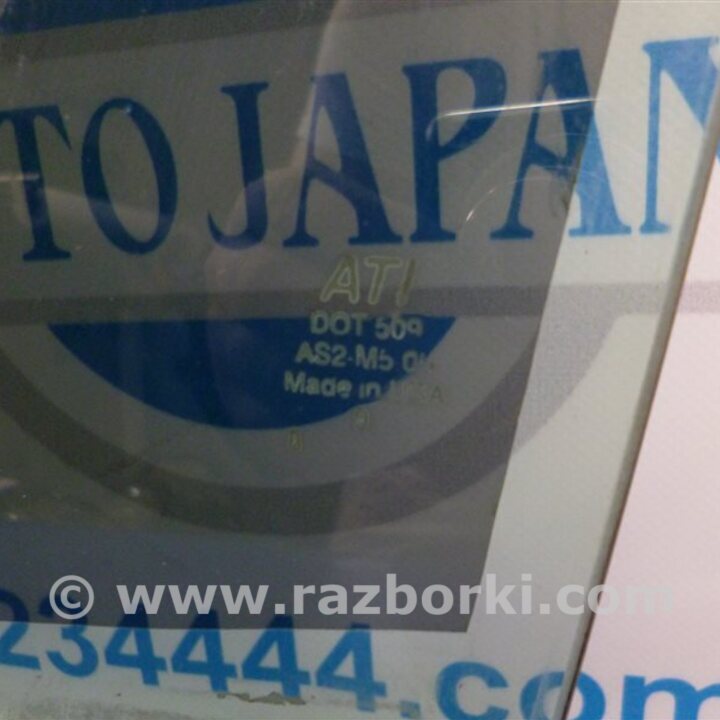 TO JAPAN
ATI
DOT 509
AS2-M5
Made in
© www.razborki.com
234444.com